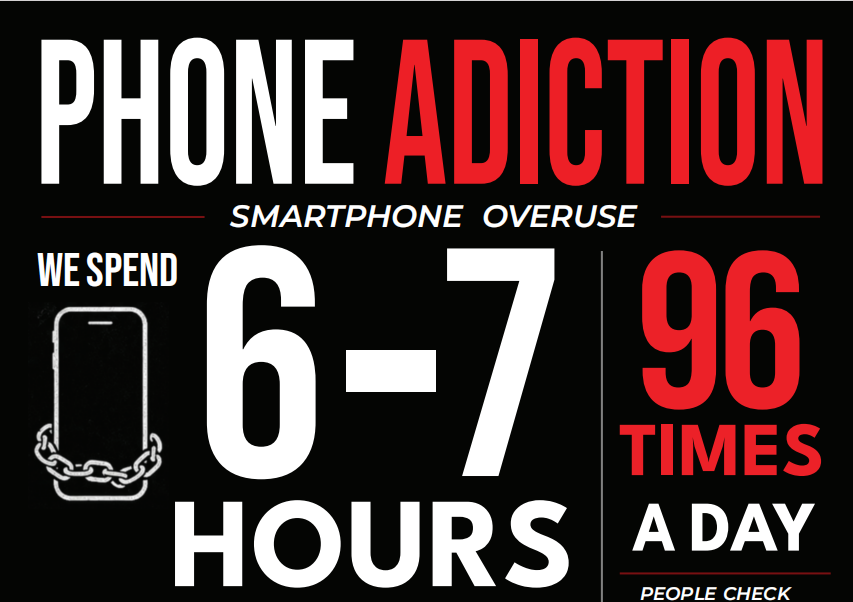 PHONE ADICTION
SMARTPHONE OVERUSE
WE SPEND
6-7
HOURS
96
TIMES
A DAY
PEOPLE CHECK